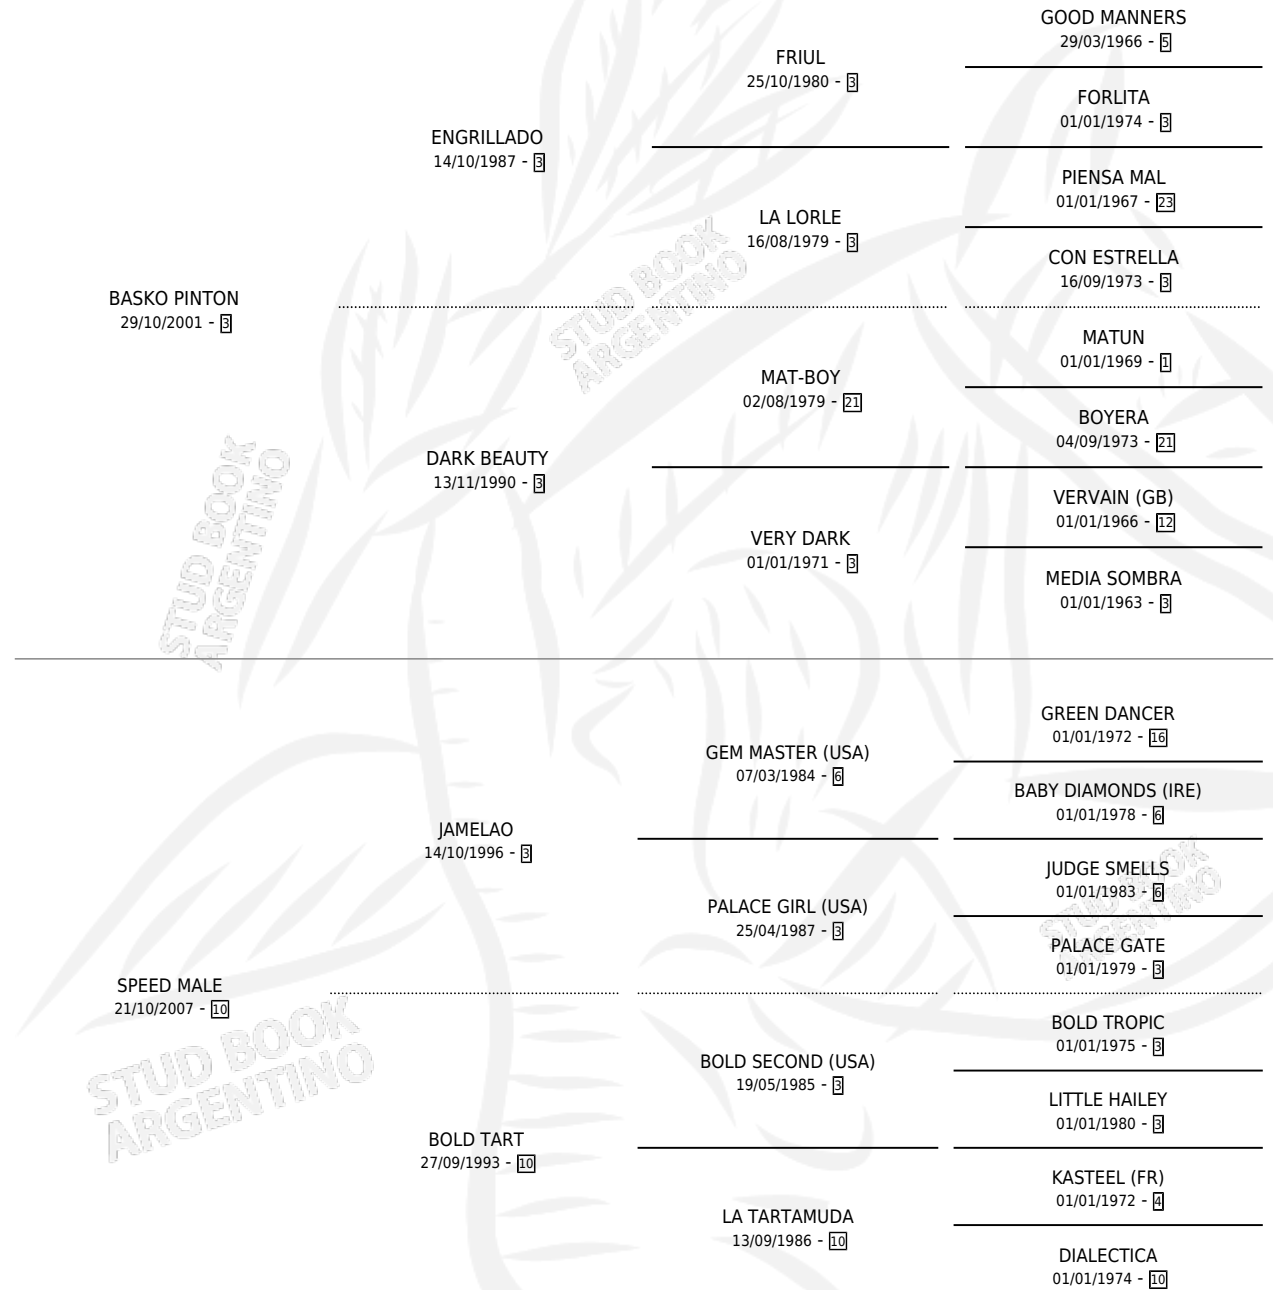 GOOD MANNERS
29/03/1966 - 5
FRIUL
25/10/1980 - 3
FORLITA
01/01/1974 - 3
ENGRILLADO
14/10/1987 - 3
PIENSA MAL
01/01/1967 - 23
LA LORLE
16/08/1979 - 3
CON ESTRELLA
16/09/1973 - 3
BASKO PINTON
29/10/2001 - 3
MATUN
01/01/1969 - 1
MAT-BOY
02/08/1979 - 21
BOYERA
04/09/1973 - 21
DARK BEAUTY
13/11/1990 - 3
VERVAIN (GB)
01/01/1966 - 12
VERY DARK
01/01/1971 - 3
MEDIA SOMBRA
01/01/1963 - 3
STUD BOOK
ARGENTINO
STUD BOOK
ARGENTINO
GREEN DANCER
01/01/1972 - 16
GEM MASTER (USA)
07/03/1984 - 6
BABY DIAMONDS (IRE)
01/01/1978 - 6
JAMELAO
14/10/1996 - 3
JUDGE SMELLS
01/01/1983 - 6
PALACE GIRL (USA)
25/04/1987 - 3
PALACE GATE
01/01/1979 - 3
STUD BOOK
ARGENTINO
SPEED MALE
21/10/2007 - 10
BOLD TROPIC
01/01/1975 - 3
BOLD SECOND (USA)
19/05/1985 - 3
LITTLE HAILEY
01/01/1980 - 3
BOLD TART
27/09/1993 - 10
KASTEEL (FR)
01/01/1972 - 4
LA TARTAMUDA
13/09/1986 - 10
DIALECTICA
01/01/1974 - 10
STUD BOOK
ARGENTINO